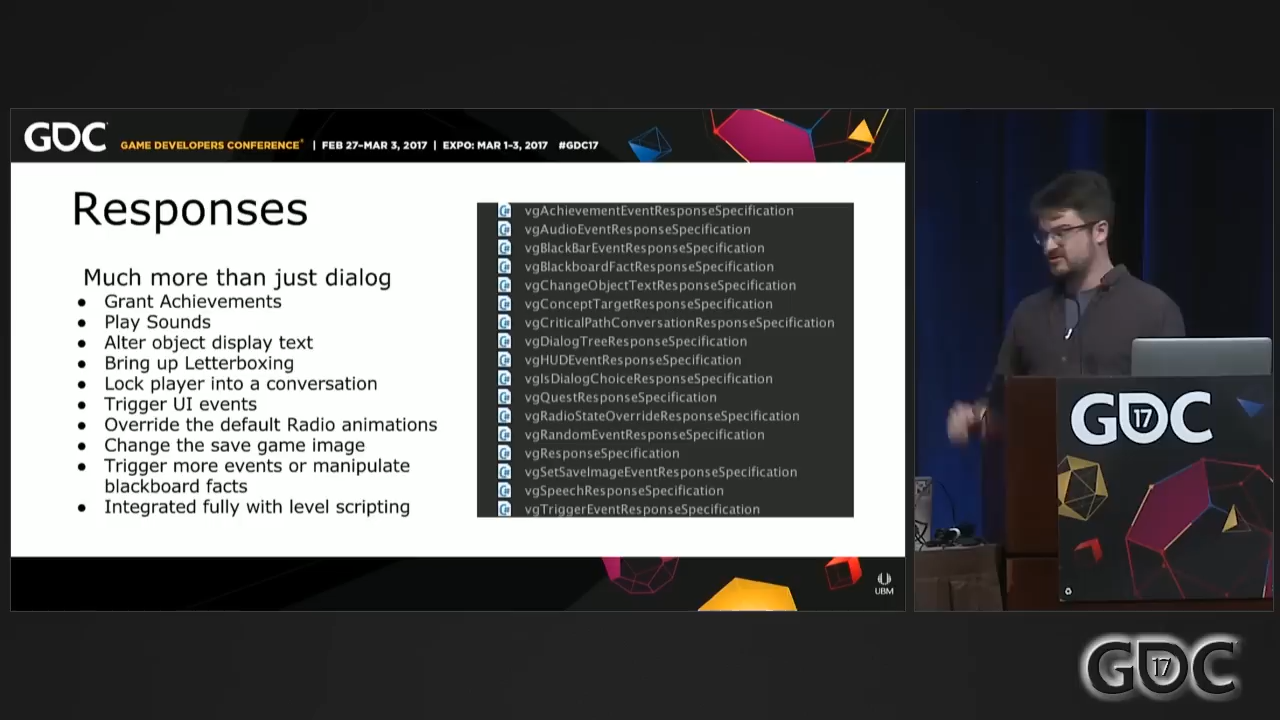 GDC
GAME DEVELOPERS CONFERENCE® | FEB 27–MAR 3, 2017 | EXPO: MAR 1–3, 2017 #GDC17
Responses
Much more than just dialog
● Grant Achievements
● Play Sounds
● Alter object display text
● Bring up Letterboxing
● Lock player into a conversation
● Trigger UI events
● Override the default Radio animations
● Change the save game image
● Trigger more events or manipulate
blackboard facts
● Integrated fully with level scripting
C# vgAchievementEventResponseSpecification
C# vgAudioEventResponseSpecification
C# vgBlackBarEventResponseSpecification
C# vgBlackboardFactResponseSpecification
C# vgChangeObjectTextResponseSpecification
C# vgConceptTargetResponseSpecification
C# vgCriticalPathConversationResponseSpecification
C# vgDialogTreeResponseSpecification
C# vgHUDEventResponseSpecification
C# vgIsDialogChoiceResponseSpecification
C# vgQuestResponseSpecification
C# vgRadioStateOverrideResponseSpecification
C# vgRandomEventResponseSpecification
C# vgResponseSpecification
C# vgSetSaveImageEventResponseSpecification
C# vgSpeechResponseSpecification
C# vgTriggerEventResponseSpecification
UBM
GDC 17
GDC 17